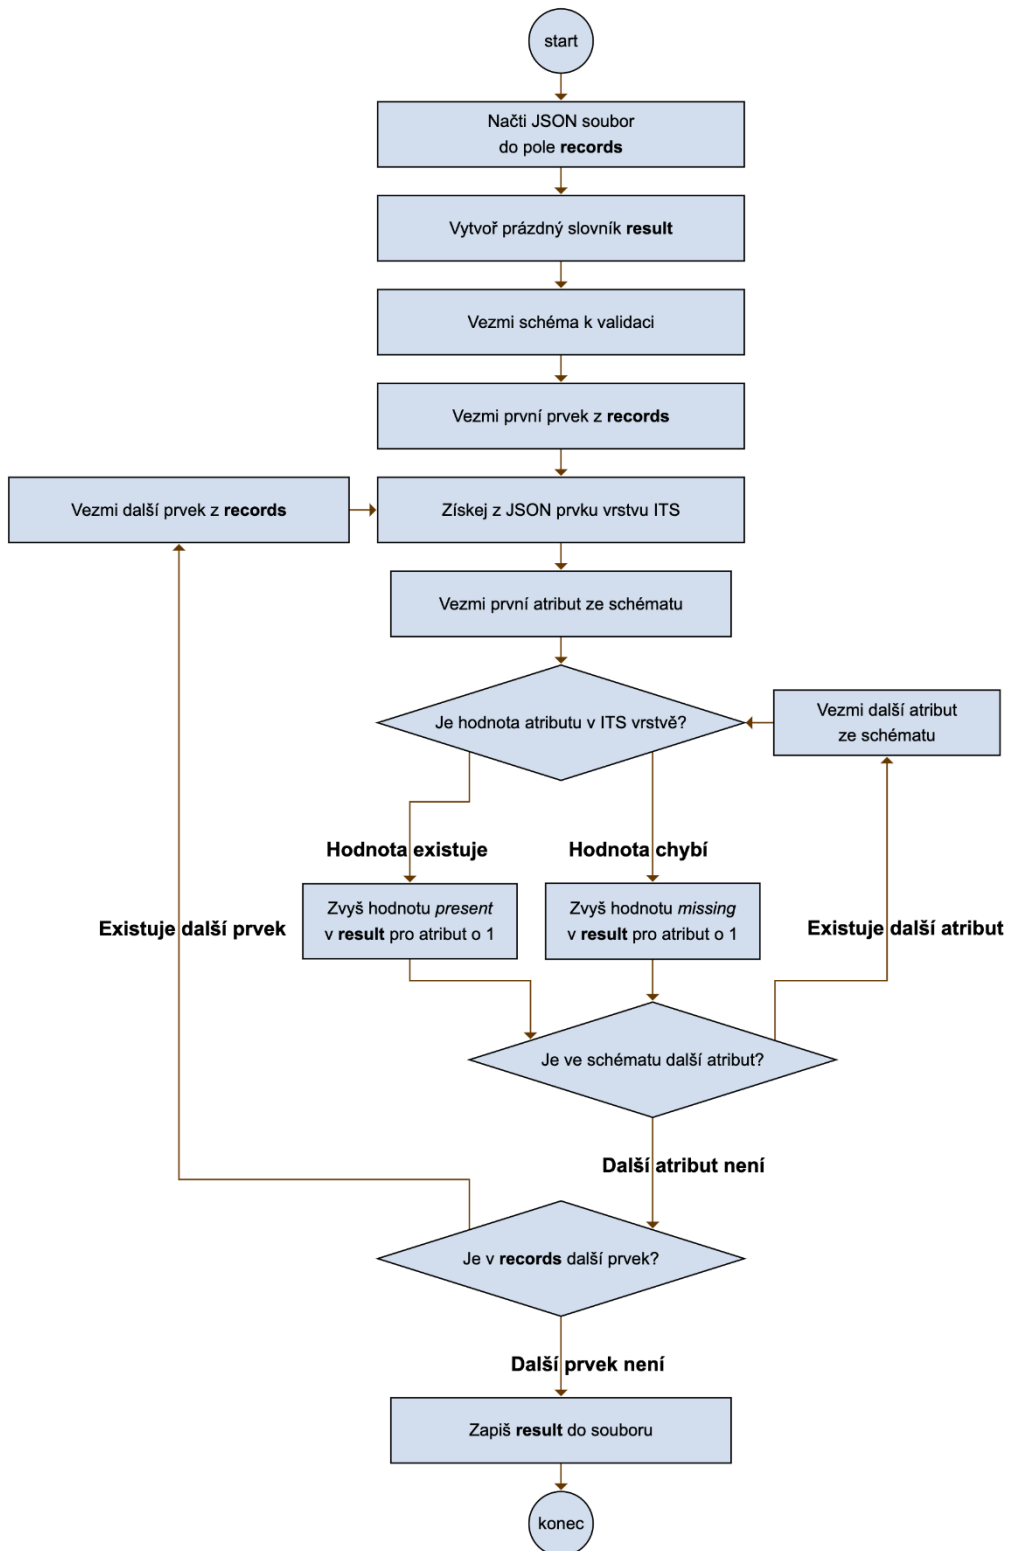 start
Načti JSON soubor
do pole records
Vytvoř prázdný slovník result
Vezmi schéma k validaci
Vezmi první prvek z records
Vezmi další prvek z records
Získej z JSON prvku vrstvu ITS
Vezmi první atribut ze schématu
Je hodnota atributu v ITS vrstvě?
Vezmi další atribut
ze schématu
Hodnota existuje
Hodnota chybí
Zvyš hodnotu present
v result pro atribut o 1
Zvyš hodnotu missing
v result pro atribut o 1
Existuje další prvek
Existuje další atribut
Je ve schématu další atribut?
Další atribut není
Je v records další prvek?
Další prvek není
Zapiš result do souboru
konec